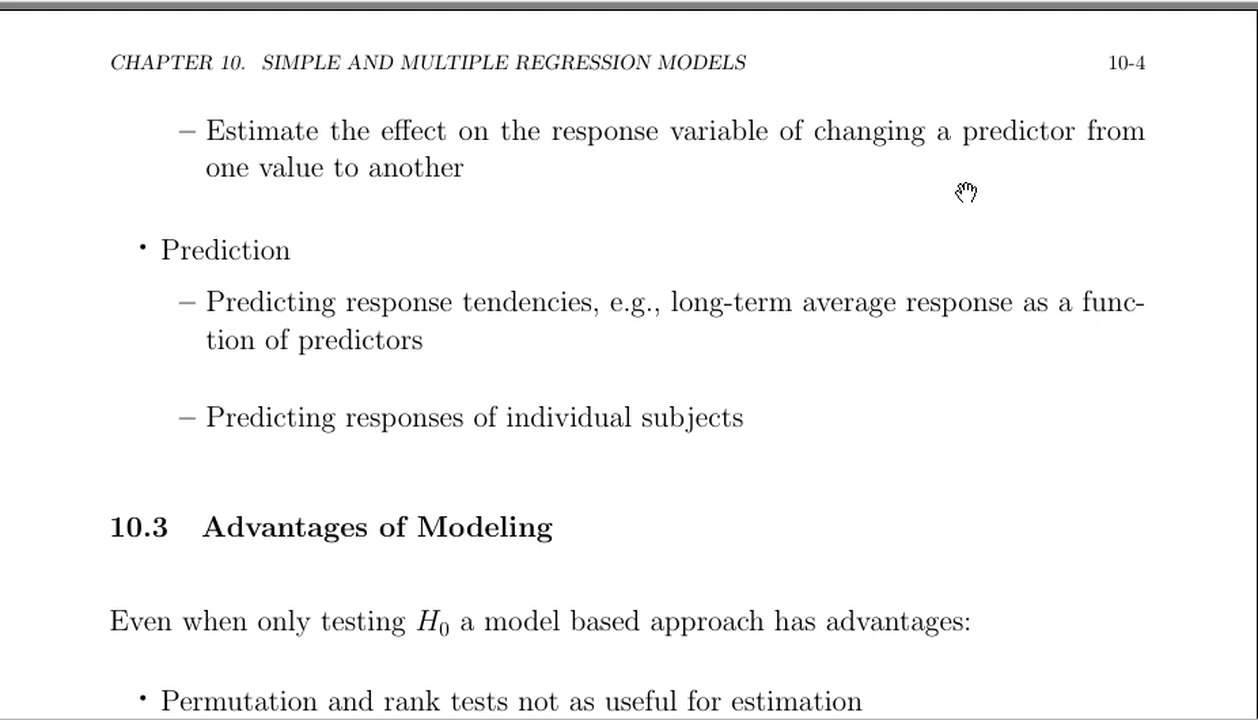 CHAPTER 10. SIMPLE AND MULTIPLE REGRESSION MODELS 10-4
– Estimate the effect on the response variable of changing a predictor from
one value to another
• Prediction
– Predicting response tendencies, e.g., long-term average response as a func-
tion of predictors
– Predicting responses of individual subjects
10.3 Advantages of Modeling
Even when only testing H₀ a model based approach has advantages:
• Permutation and rank tests not as useful for estimation